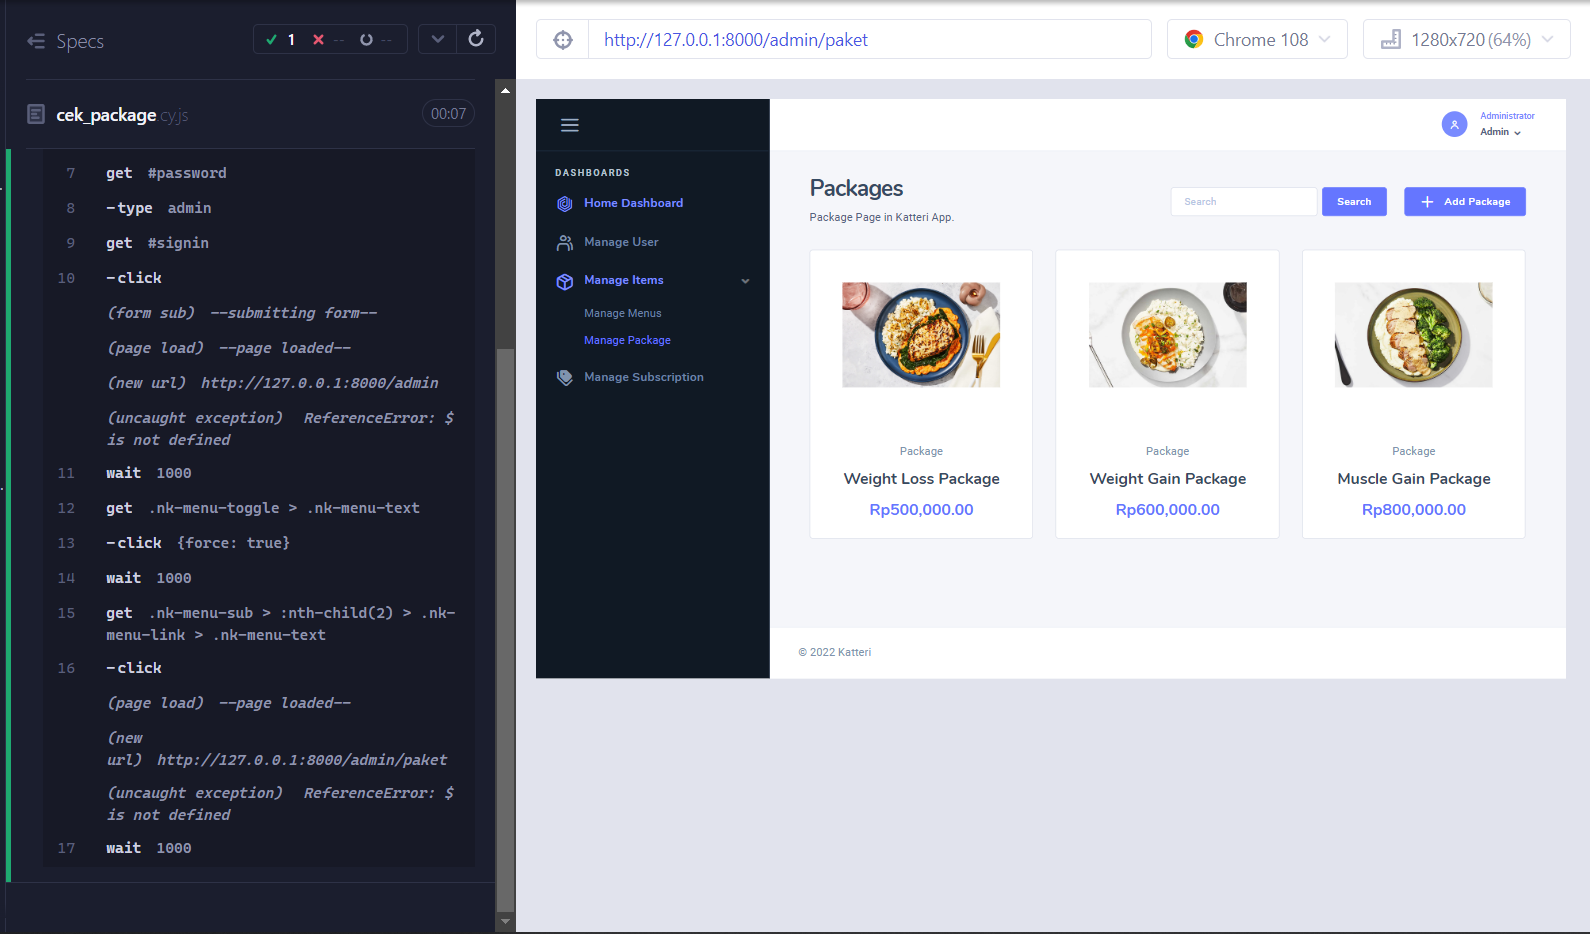 Specs
1 -- --
cek_package.cy.js
00:07
7 get #password
8 -type admin
9 get #signin
10 -click
(form sub) --submitting form--
(page load) --page loaded--
(new url) http://127.0.0.1:8000/admin
(uncaught exception) ReferenceError: $
is not defined
11 wait 1000
12 get .nk-menu-toggle > .nk-menu-text
13 -click {force: true}
14 wait 1000
15 get .nk-menu-sub > :nth-child(2) > .nk-
menu-link > .nk-menu-text
16 -click
(page load) --page loaded--
(new
url) http://127.0.0.1:8000/admin/paket
(uncaught exception) ReferenceError: $
is not defined
17 wait 1000
http://127.0.0.1:8000/admin/paket
Chrome 108
1280x720 (64%)
DASHBOARDS
Home Dashboard
Manage User
Manage Items
Manage Menus
Manage Package
Manage Subscription
Administrator
Admin
Packages
Package Page in Katteri App.
Search
Search
Add Package
Package
Weight Loss Package
Rp500,000.00
Package
Weight Gain Package
Rp600,000.00
Package
Muscle Gain Package
Rp800,000.00
© 2022 Katteri